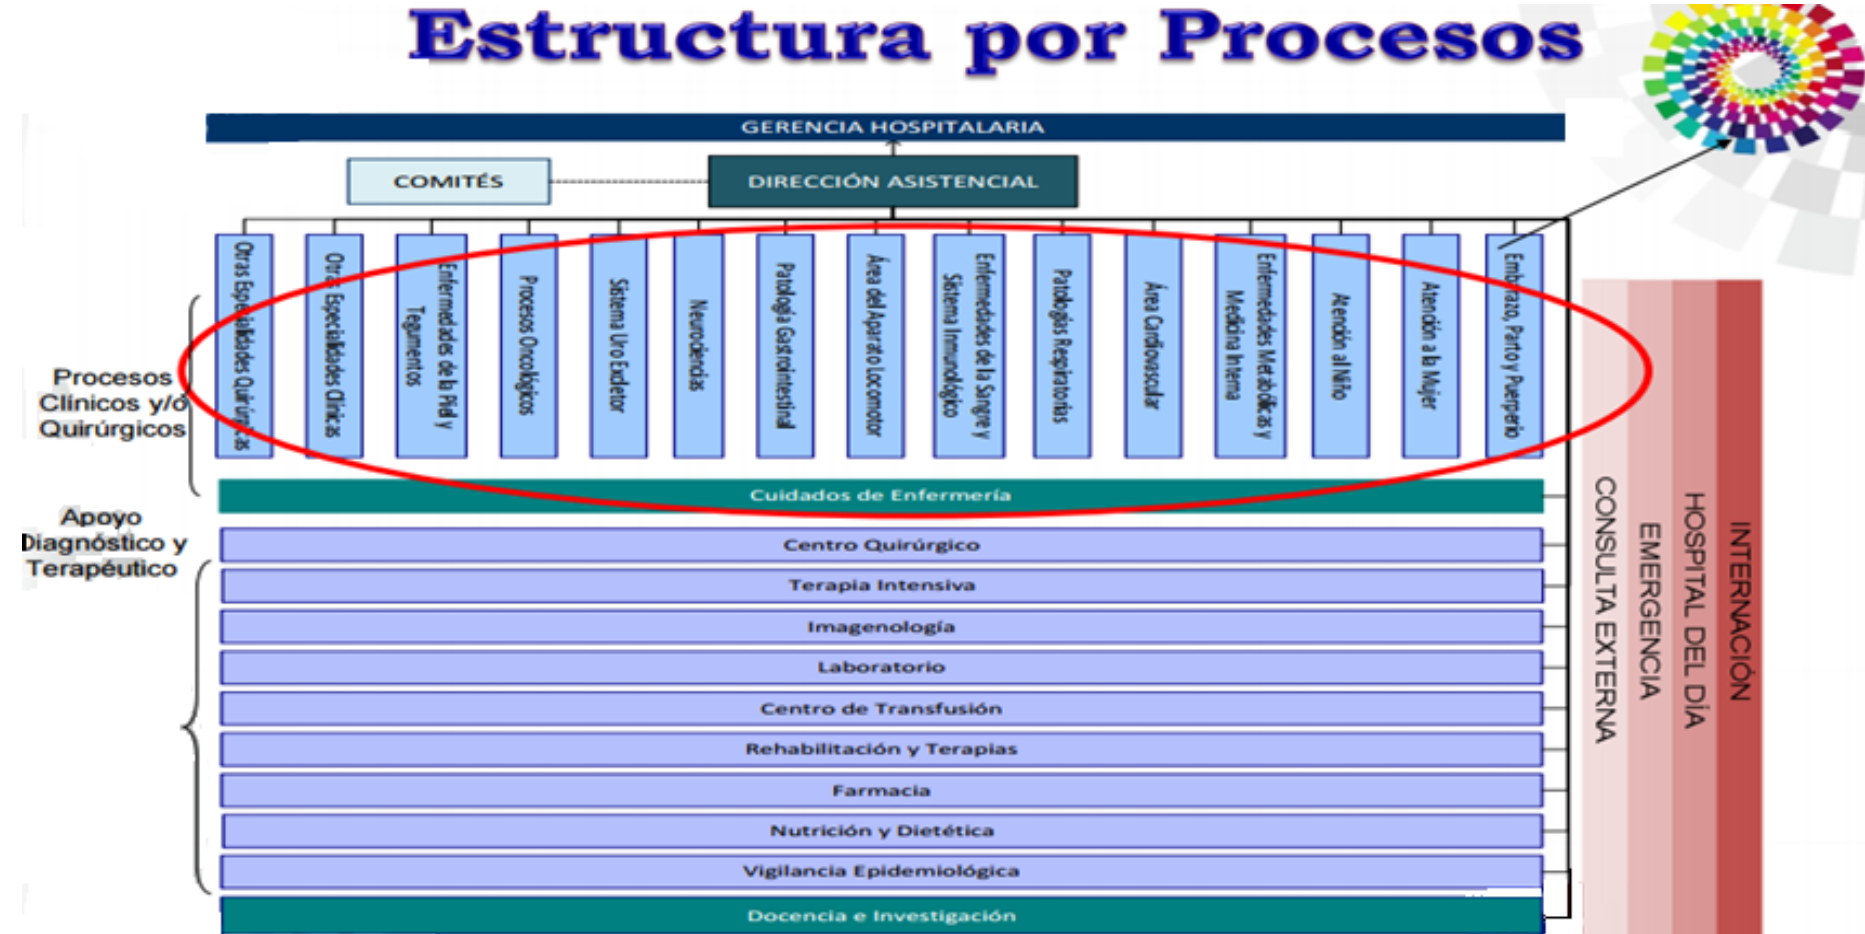 Estructura por Procesos
GERENCIA HOSPITALARIA
COMITÉS
DIRECCIÓN ASISTENCIAL
Otras Especialidades Quirúrgicas
Otras Especialidades Clínicas
Enfermedades de la Piel y
Tegumentos
Procesos Oncológicos
Sistema Uro Excretor
Neurociencias
Patología Gastrointestinal
Área del Aparato Locomotor
Enfermedades de la Sangre y
Sistema Inmunológico
Patologías Respiratorias
Área Cardiovascular
Enfermedades Metabólicas y
Medicina Interna
Atención al Niño
Atención a la Mujer
Embarazo, Parto y Puerperio
Procesos
Clínicos y/o
Quirúrgicos
Cuidados de Enfermería
Apoyo
Diagnóstico y
Terapéutico
Centro Quirúrgico
Terapia Intensiva
Imagenología
Laboratorio
Centro de Transfusión
Rehabilitación y Terapias
Farmacia
Nutrición y Dietética
Vigilancia Epidemiológica
Docencia e Investigación
CONSULTA EXTERNA
EMERGENCIA
HOSPITAL DEL DÍA
INTERNACIÓN